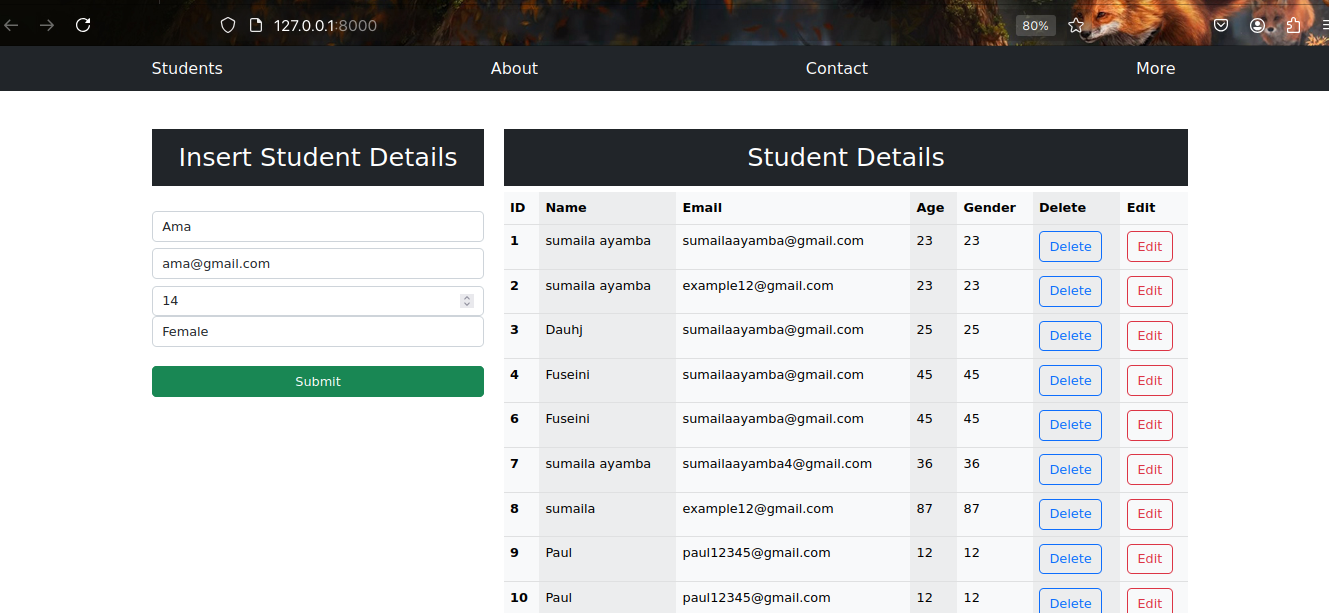 127.0.0.1:8000 80%
Students About Contact More
Insert Student Details
Ama
ama@gmail.com
14
Female
Submit
Student Details
ID Name Email Age Gender Delete Edit
1 sumaila ayamba sumailaayamba@gmail.com 23 23 Delete Edit
2 sumaila ayamba example12@gmail.com 23 23 Delete Edit
3 Dauhj sumailaayamba@gmail.com 25 25 Delete Edit
4 Fuseini sumailaayamba@gmail.com 45 45 Delete Edit
6 Fuseini sumailaayamba@gmail.com 45 45 Delete Edit
7 sumaila ayamba sumailaayamba4@gmail.com 36 36 Delete Edit
8 sumaila example12@gmail.com 87 87 Delete Edit
9 Paul paul12345@gmail.com 12 12 Delete Edit
10 Paul paul12345@gmail.com 12 12 Delete Edit